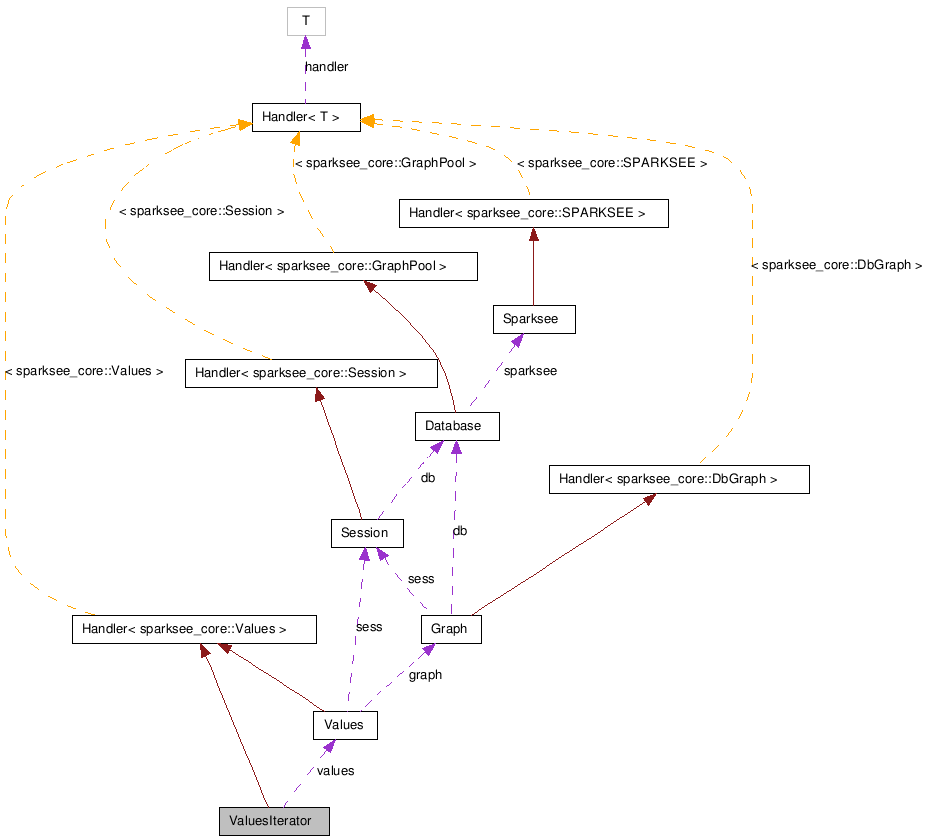 T
handler
Handler< T >
< sparksee_core::GraphPool >
< sparksee_core::SPARKSEE >
< sparksee_core::Session >
Handler< sparksee_core::SPARKSEE >
Handler< sparksee_core::GraphPool >
< sparksee_core::DbGraph >
Sparksee
< sparksee_core::Values >
Handler< sparksee_core::Session >
sparksee
Database
db
Handler< sparksee_core::DbGraph >
Session
db
sess
Handler< sparksee_core::Values >
sess
Graph
graph
Values
values
ValuesIterator